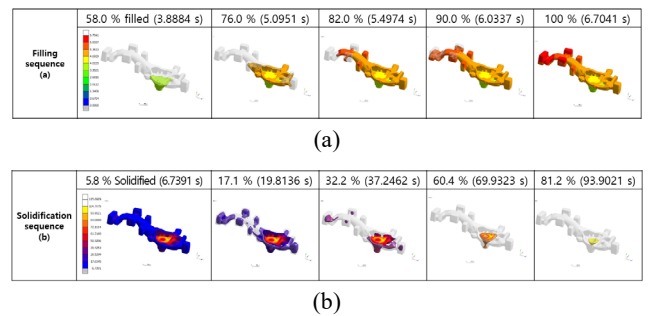 58.0 % filled (3.8884 s) 76.0 % (5.0951 s) 82.0 % (5.4974 s) 90.0 % (6.0337 s) 100 % (6.7041 s)
Filling
sequence
(a)
(a)
5.8 % Solidified (6.7391 s) 17.1 % (19.8136 s) 32.2 % (37.2462 s) 60.4 % (69.9323 s) 81.2 % (93.9021 s)
Solidification
sequence
(b)
(b)